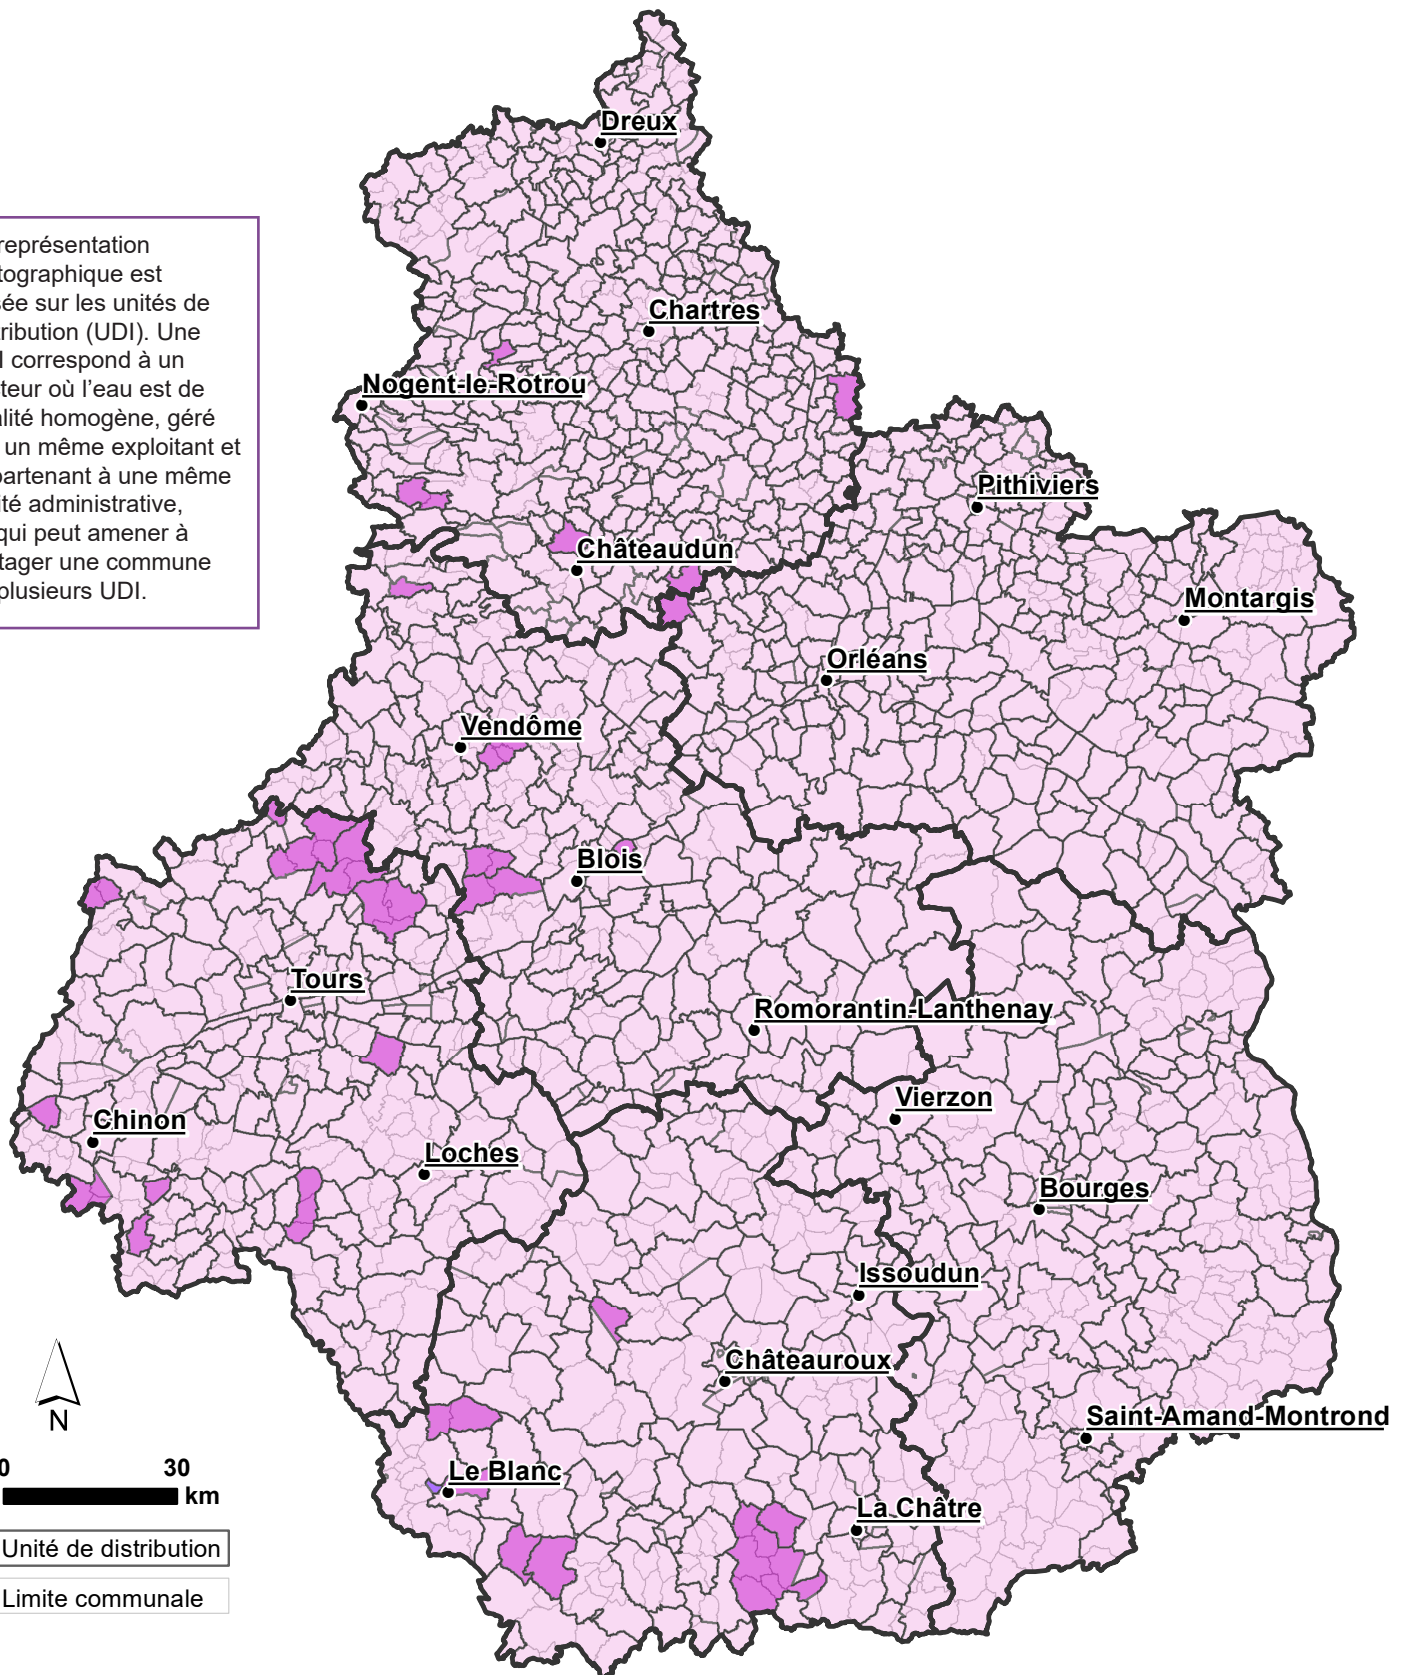 Dreux
représentation
tographique est
sée sur les unités de
tribution (UDI). Une
I correspond à un
cteur où l'eau est de
alité homogène, géré
un même exploitant et
partenant à une même
ité administrative,
qui peut amener à
tager une commune
plusieurs UDI.
Chartres
Nogent-le-Rotrou
Pithiviers
Châteaudun
Montargis
Orléans
Vendôme
Blois
Tours
Romorantin-Lanthenay
Vierzon
Chinon
Loches
Bourges
Issoudun
Châteauroux
Saint-Amand-Montrond
Le Blanc
La Châtre
N
0 30
km
Unité de distribution
Limite communale